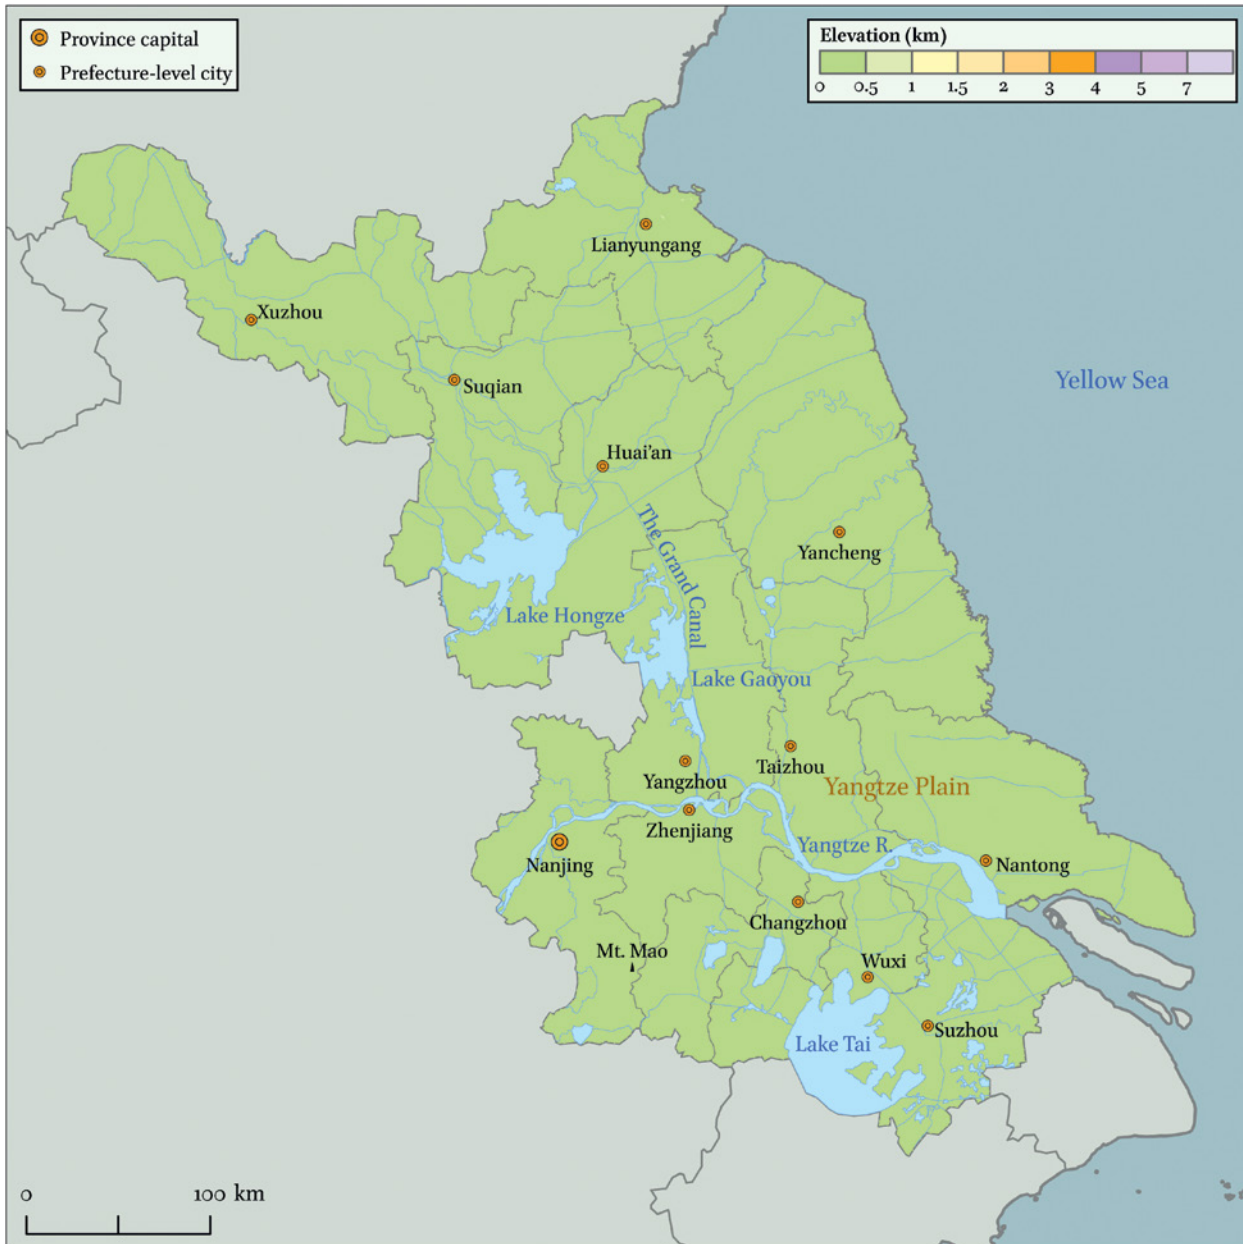 Province capital
Prefecture-level city
Elevation (km)
0 0.5 1 1.5 2 3 4 5 7
Lianyungang
Xuzhou
Yellow Sea
Suqian
Huai'an
The Grand Canal
Yancheng
Lake Hongze
Lake Gaoyou
Taizhou
Yangzhou
Yangtze Plain
Zhenjiang
Yangtze R.
Nanjing
Nantong
Changzhou
Mt. Mao
Wuxi
Suzhou
Lake Tai
0 100 km